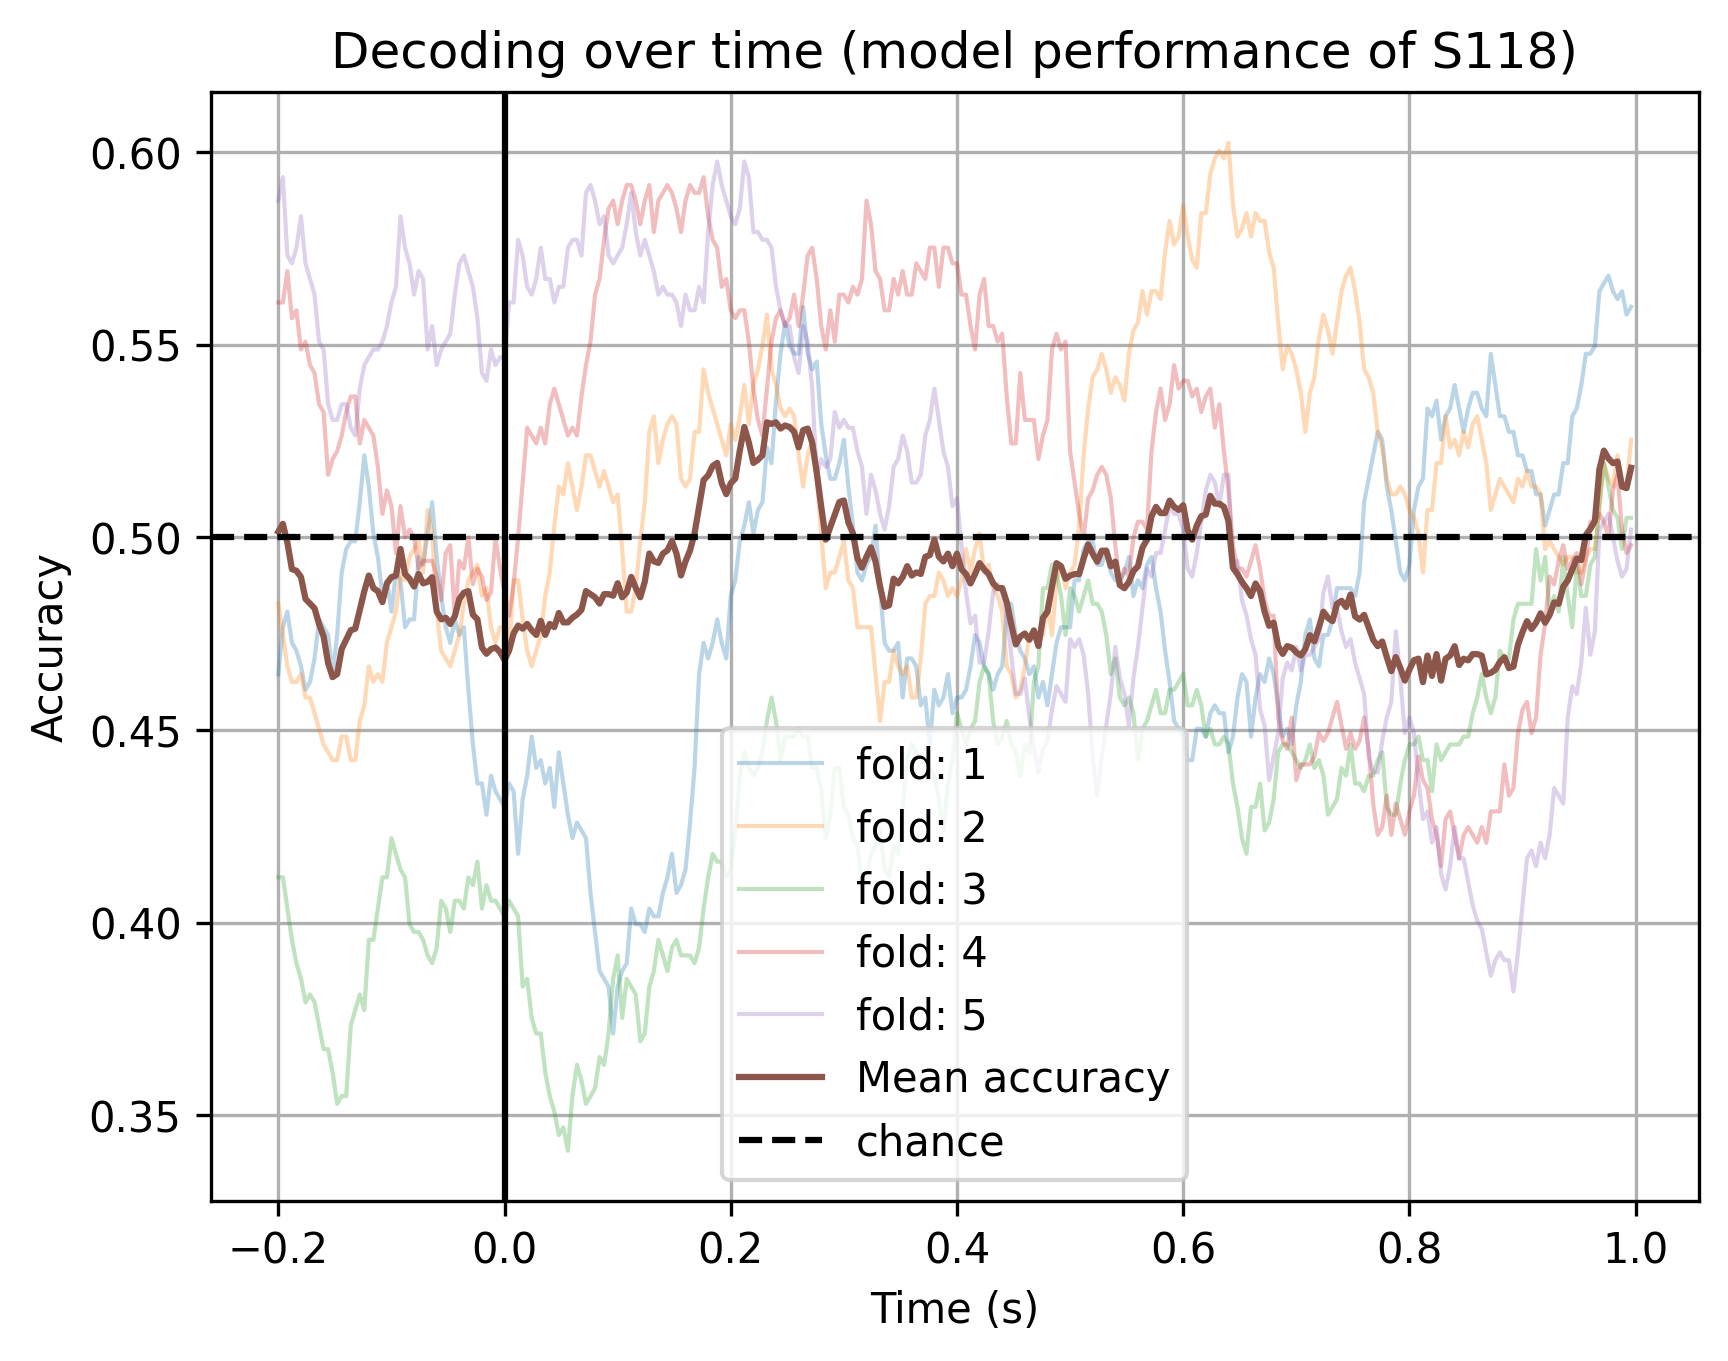 Decoding over time (model performance of S118)
0.60
0.55
0.50
0.45
0.40
0.35
Accuracy
fold: 1
fold: 2
fold: 3
fold: 4
fold: 5
Mean accuracy
chance
−0.2 0.0 0.2 0.4 0.6 0.8 1.0
Time (s)